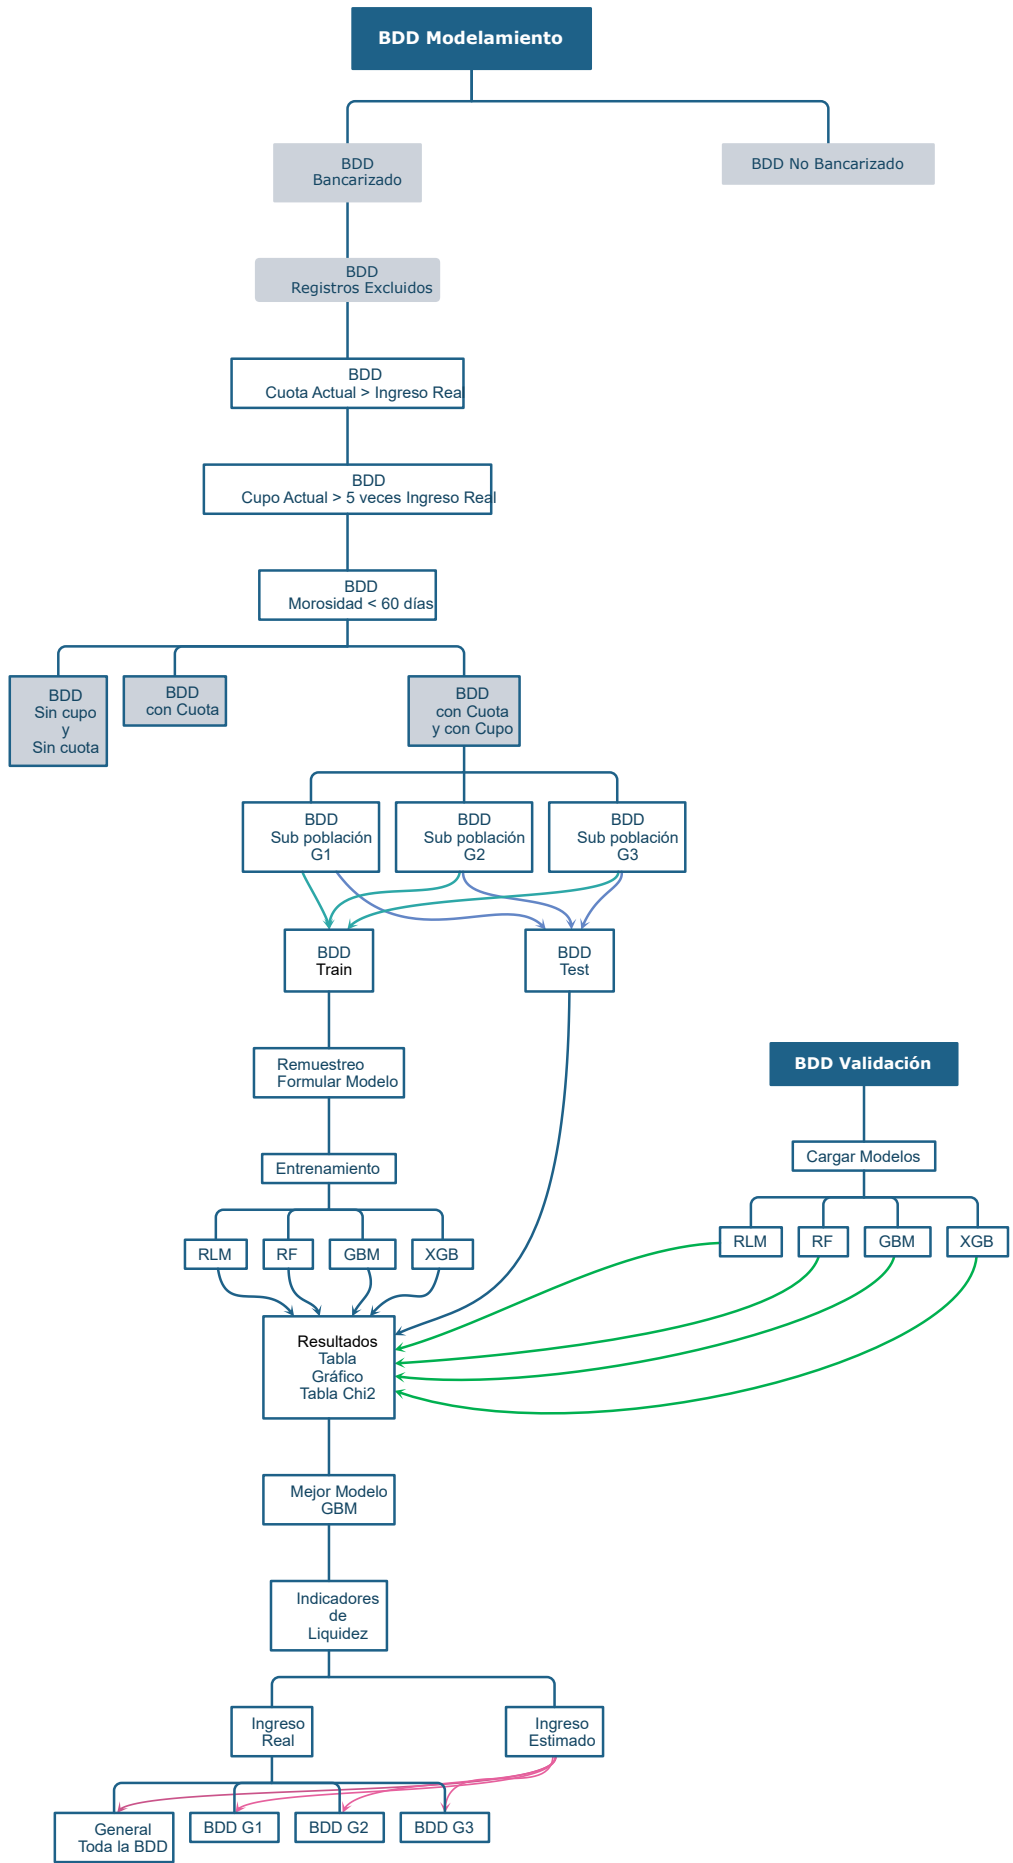 BDD Modelamiento
BDD
Bancarizado
BDD No Bancarizado
BDD
Registros Excluidos
BDD
Cuota Actual > Ingreso Real
BDD
Cupo Actual > 5 veces Ingreso Real
BDD
Morosidad < 60 días
BDD
Sin cupo
y
Sin cuota
BDD
con Cuota
BDD
con Cuota
y con Cupo
BDD
Sub población
G1
BDD
Sub población
G2
BDD
Sub población
G3
BDD
Train
BDD
Test
Remuestreo
Formular Modelo
BDD Validación
Entrenamiento
Cargar Modelos
RLM
RF
GBM
XGB
RLM
RF
GBM
XGB
Resultados
Tabla
Gráfico
Tabla Chi2
Mejor Modelo
GBM
Indicadores
de
Liquidez
Ingreso
Real
Ingreso
Estimado
General
Toda la BDD
BDD G1
BDD G2
BDD G3